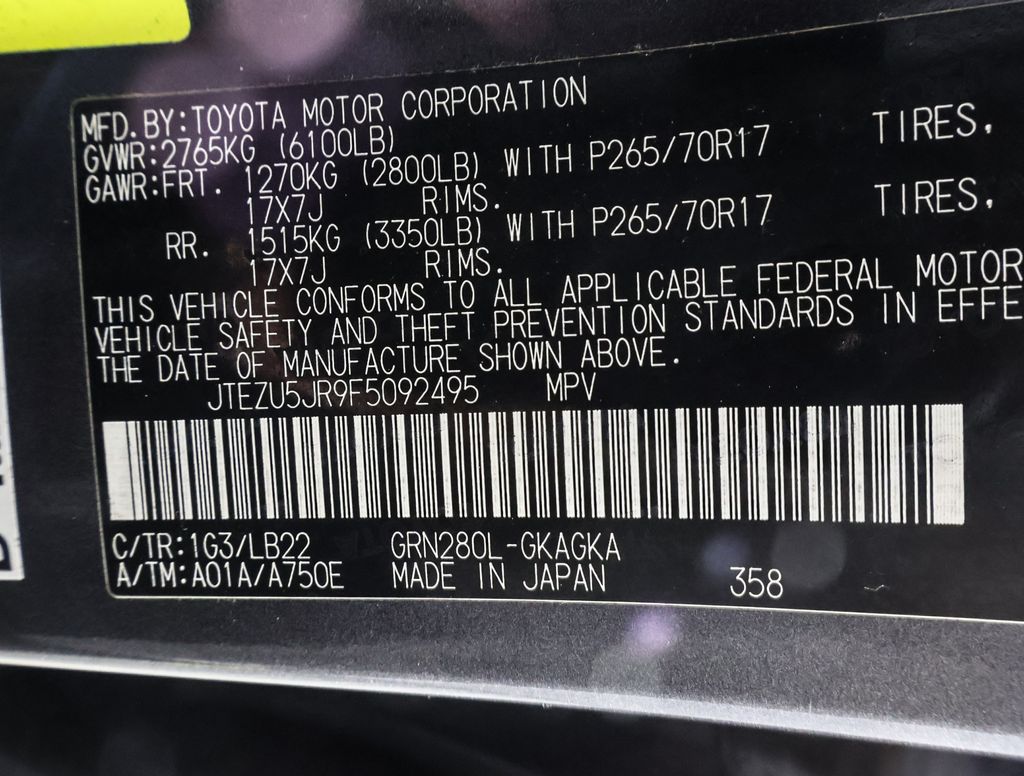 MFD.BY:TOYOTA MOTOR CORPORATION
GVWR:2765KG (6100LB)
GAWR:FRT. 1270KG (2800LB) WITH P265/70R17 TIRES,
17X7J RIMS.
RR. 1515KG (3350LB) WITH P265/70R17 TIRES,
17X7J RIMS.
THIS VEHICLE CONFORMS TO ALL APPLICABLE FEDERAL MOTOR
VEHICLE SAFETY AND THEFT PREVENTION STANDARDS IN EFFE
THE DATE OF MANUFACTURE SHOWN ABOVE.
JTEZU5JR9F5092495 MPV
C/TR:1G3/LB22 GRN280L-GKAGKA
A/TM:A01A/A750E MADE IN JAPAN 358